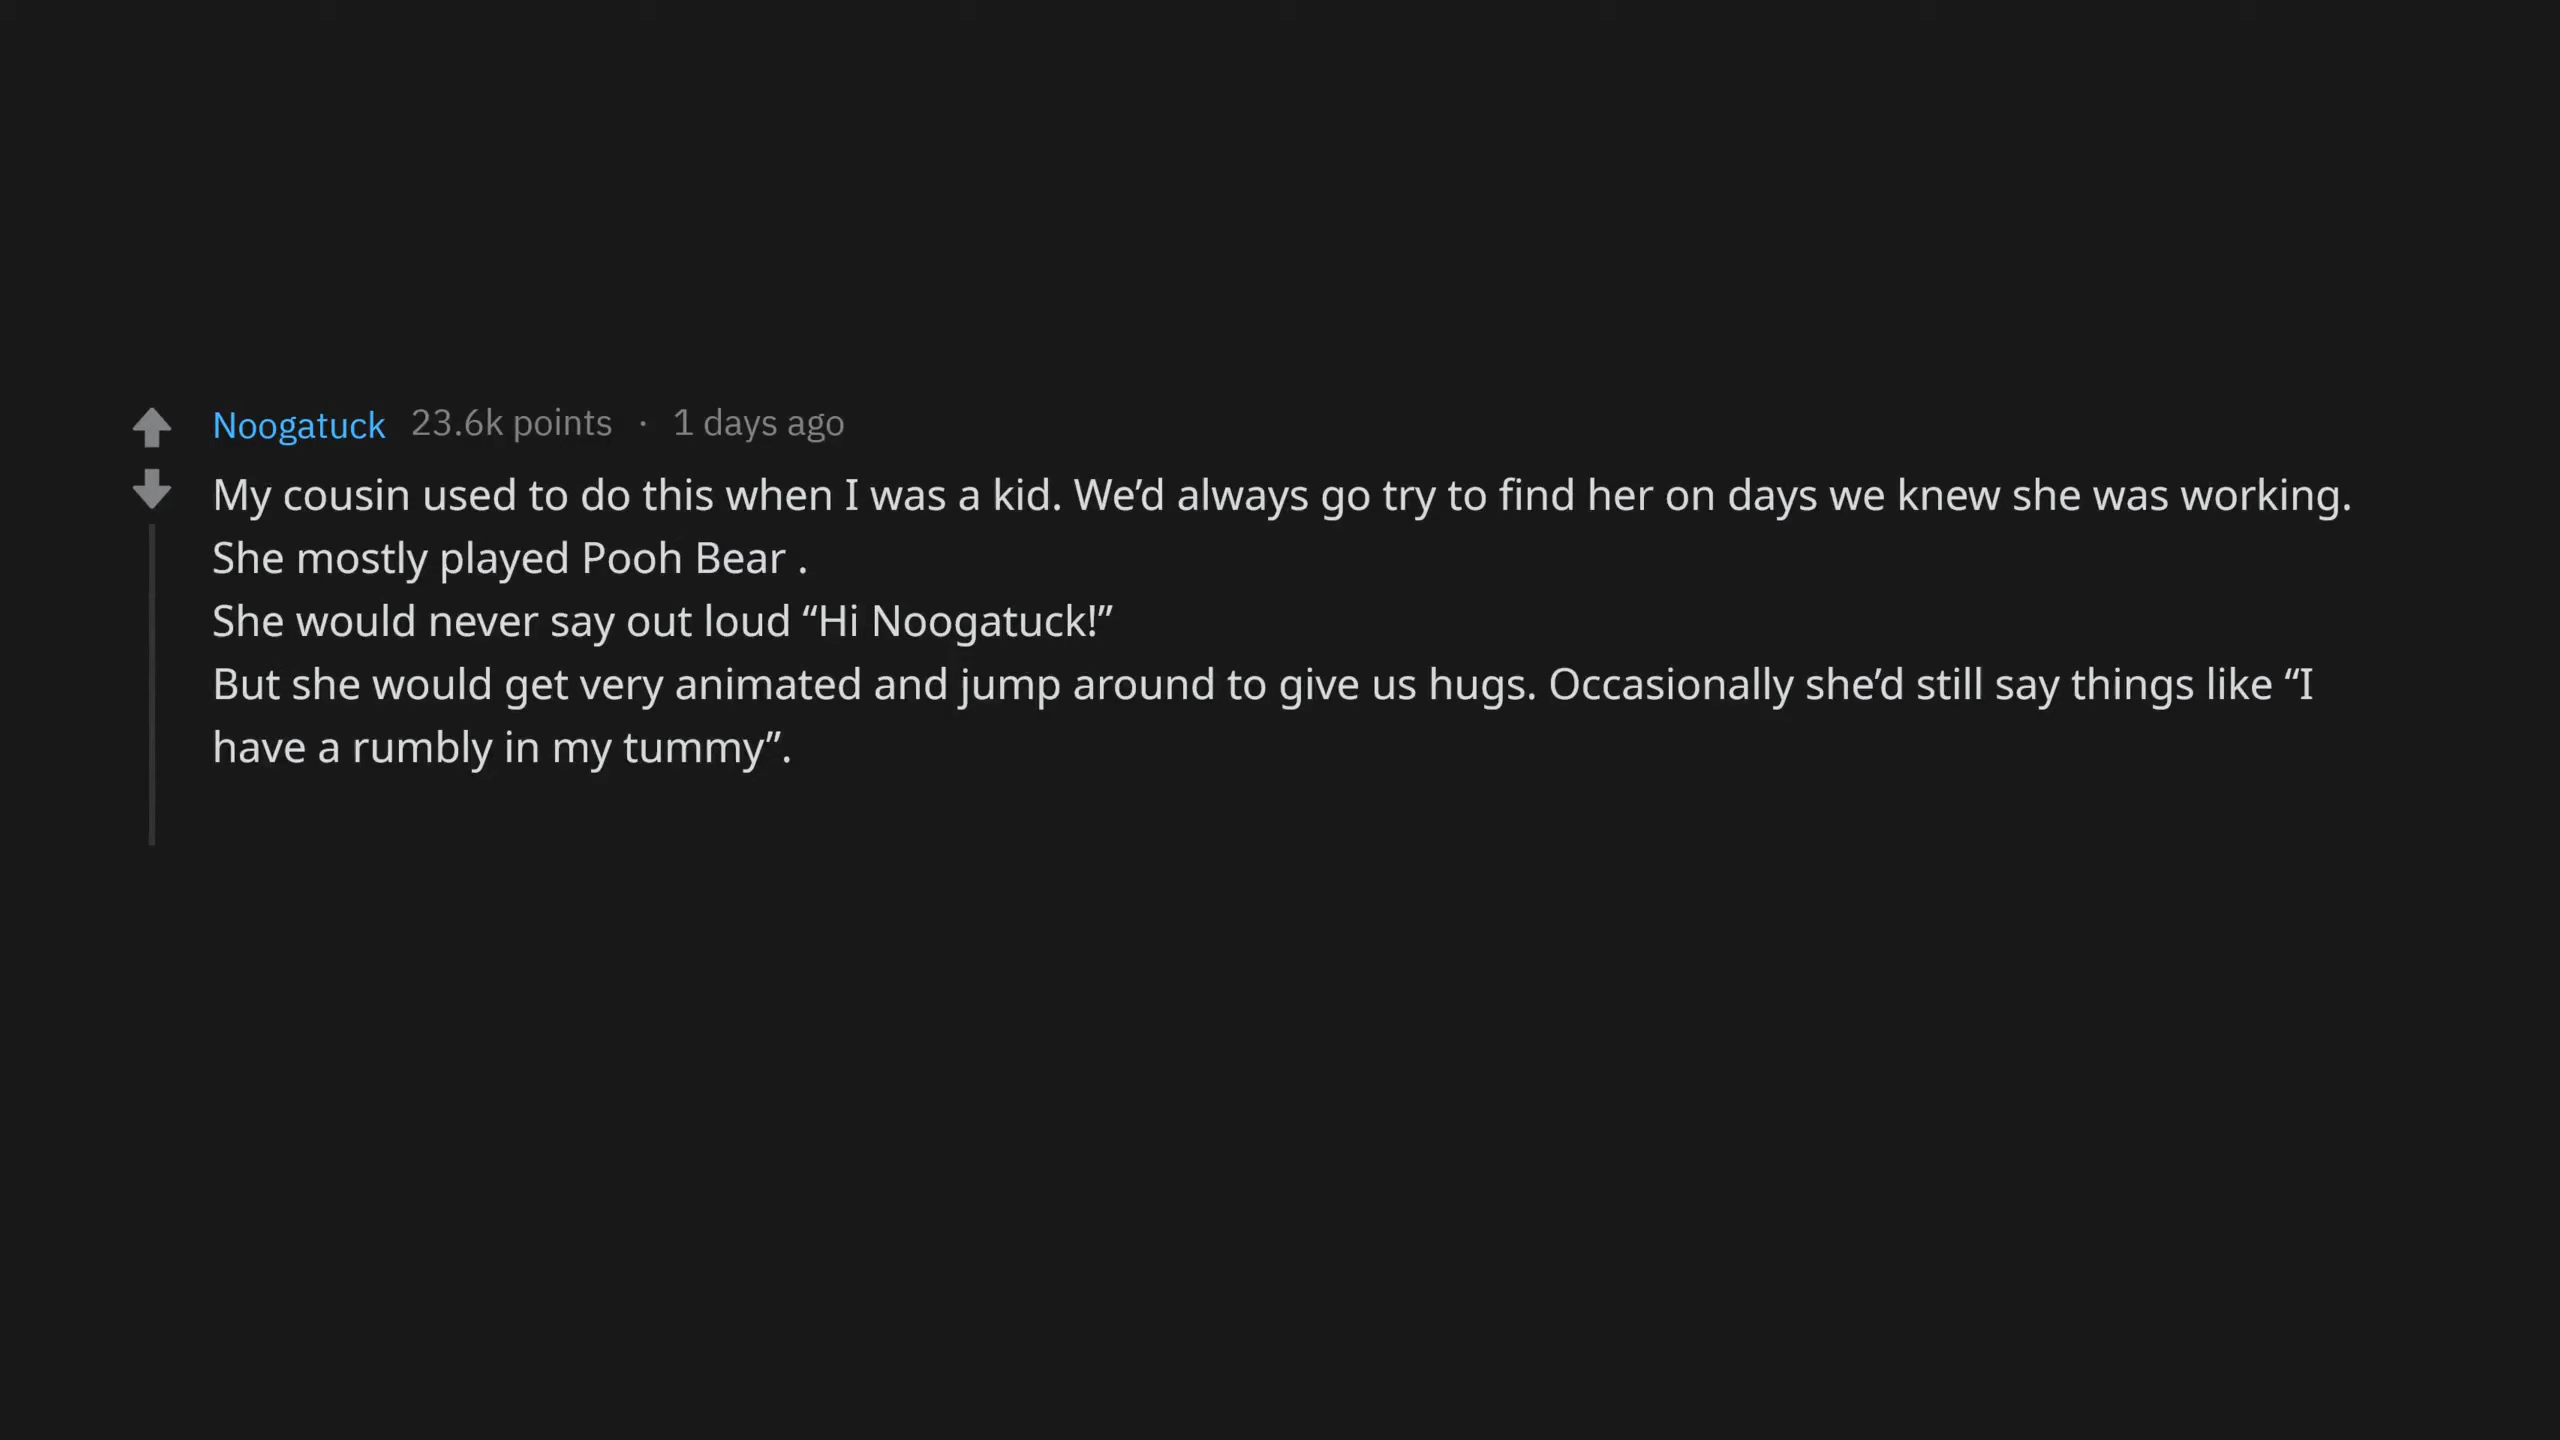 Noogatuck 23.6k points · 1 days ago
My cousin used to do this when I was a kid. We’d always go try to find her on days we knew she was working.
She mostly played Pooh Bear .
She would never say out loud “Hi Noogatuck!”
But she would get very animated and jump around to give us hugs. Occasionally she’d still say things like “I
have a rumbly in my tummy”.